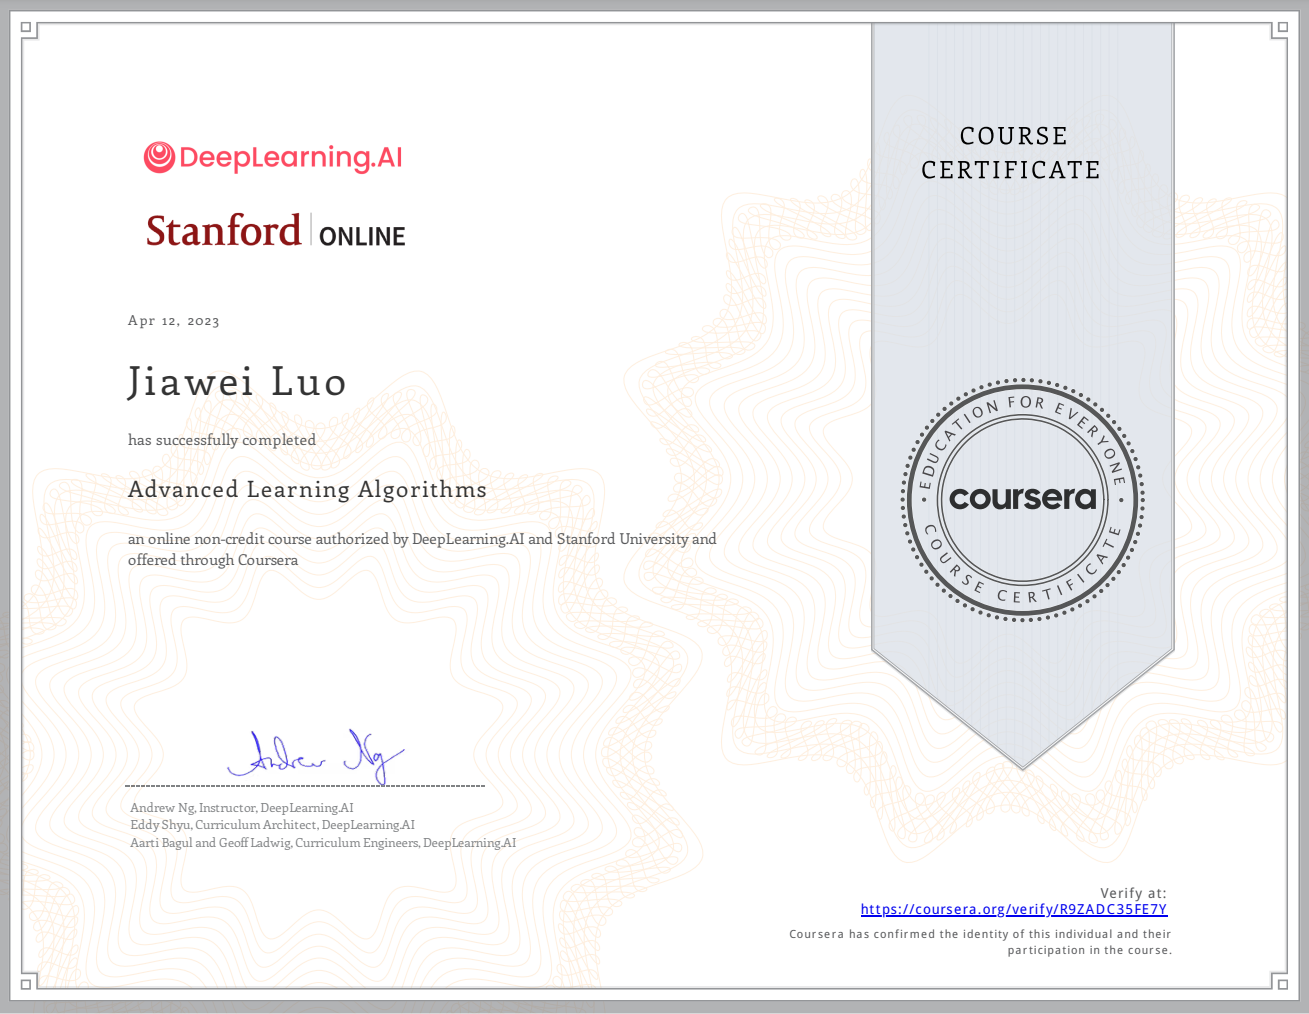 DeepLearning.AI
Stanford ONLINE
Apr 12, 2023
Jiawei Luo
has successfully completed
Advanced Learning Algorithms
an online non-credit course authorized by DeepLearning.AI and Stanford University and
offered through Coursera
Andrew Ng
Andrew Ng, Instructor, DeepLearning.AI
Eddy Shyu, Curriculum Architect, DeepLearning.AI
Aarti Bagul and Geoff Ladwig, Curriculum Engineers, DeepLearning.AI
COURSE
CERTIFICATE
EDUCATION FOR EVERYONE
coursera
COURSE CERTIFICATE
Verify at:
https://coursera.org/verify/R9ZADC35FE7Y
Coursera has confirmed the identity of this individual and their
participation in the course.